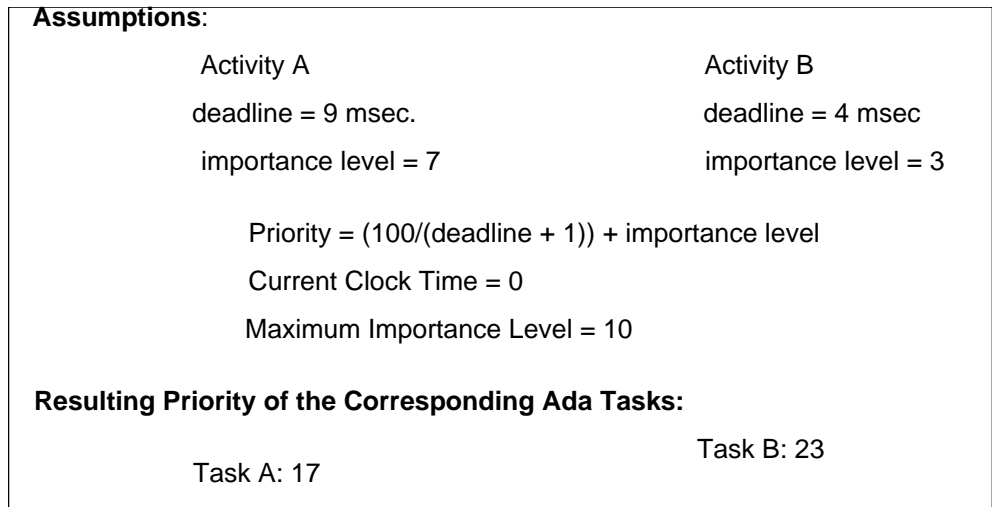 Assumptions:
Activity A Activity B
deadline = 9 msec. deadline = 4 msec
importance level = 7 importance level = 3
Priority = (100/(deadline + 1)) + importance level
Current Clock Time = 0
Maximum Importance Level = 10
Resulting Priority of the Corresponding Ada Tasks:
Task B: 23
Task A: 17